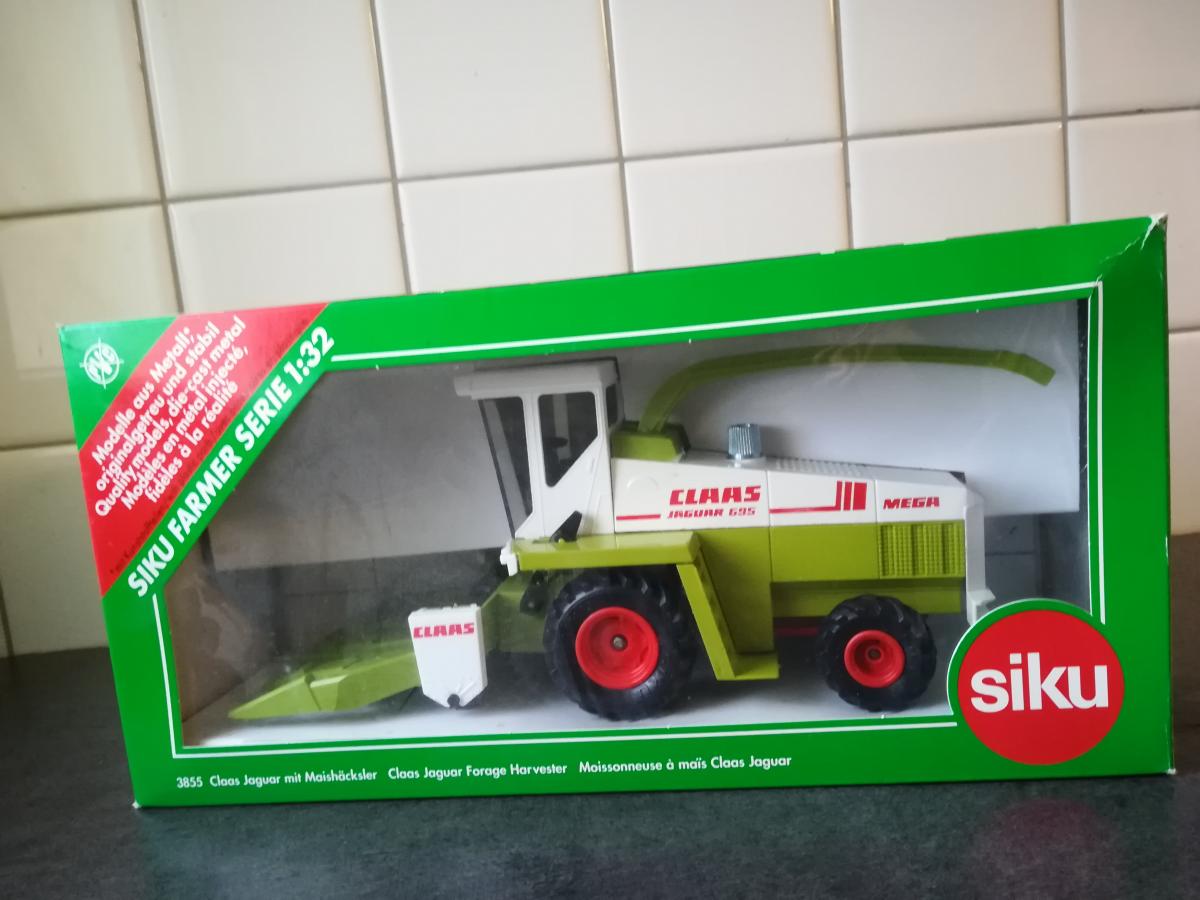 Modelle aus Metall;
originalgetreu und stabil
Quality models, die-cast metal
Modèles en métal injecté,
fidèles à la réalité
SIKU FARMER SERIE 1:32
CLAAS
JAGUAR 695
MEGA
CLAAS
siku
3855 Claas Jaguar mit Maishäcksler Claas Jaguar Forage Harvester Moissonneuse à maïs Claas Jaguar